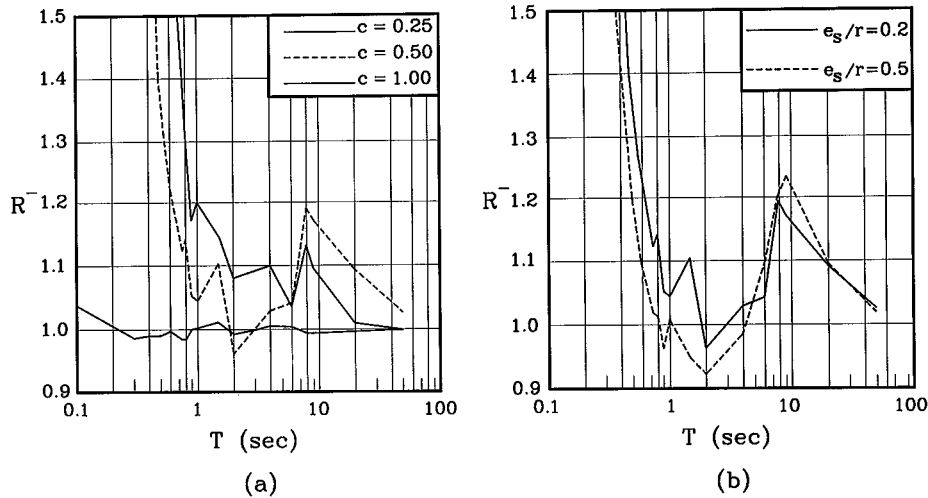 1.5
1.4
1.3
1.2
1.1
1.0
0.9
R⁻
0.1
1
10
100
T (sec)
c = 0.25
c = 0.50
c = 1.00
(a)
1.5
1.4
1.3
1.2
1.1
1.0
0.9
R⁻
0.1
1
10
100
T (sec)
eₛ/r=0.2
eₛ/r=0.5
(b)